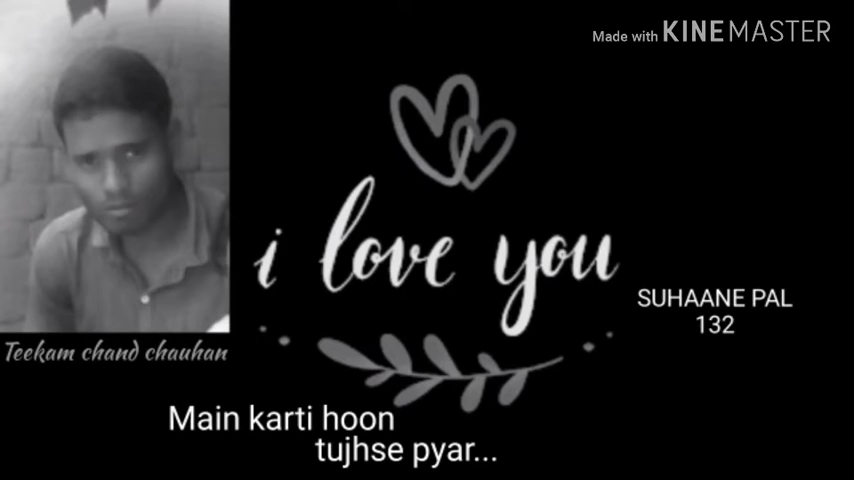 Made with KINEMASTER
i love you
SUHAANE PAL
132
Teekam chand chauhan
Main karti hoon
tujhse pyar...